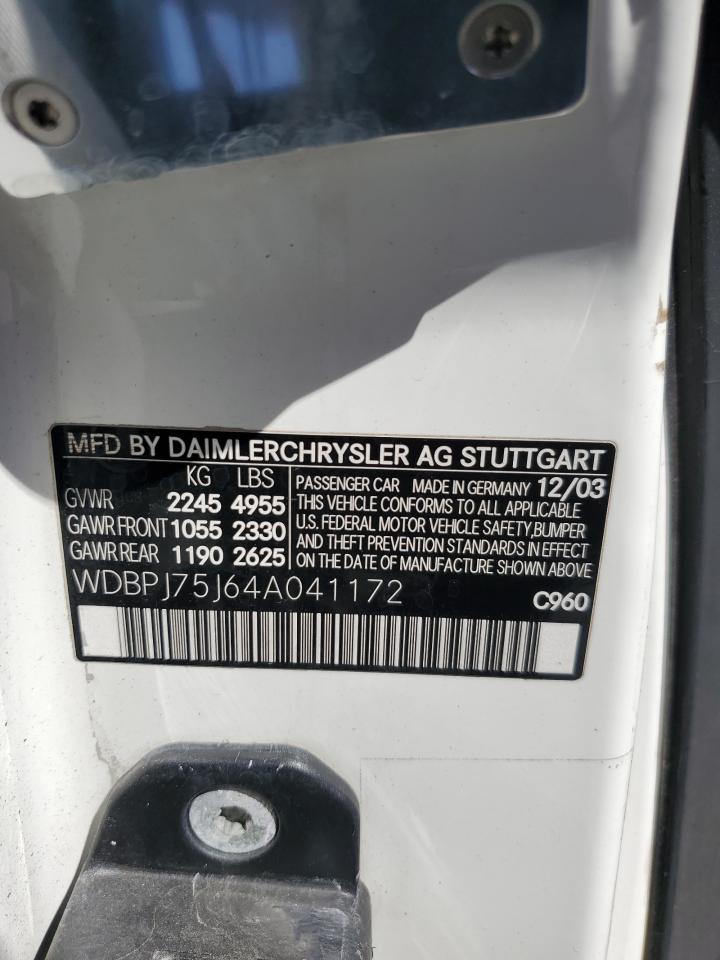 MFD BY DAIMLERCHRYSLER AG STUTTGART
KG LBS
GVWR 2245 4955
GAWR FRONT 1055 2330
GAWR REAR 1190 2625
PASSENGER CAR MADE IN GERMANY 12/03
THIS VEHICLE CONFORMS TO ALL APPLICABLE
U.S. FEDERAL MOTOR VEHICLE SAFETY,BUMPER
AND THEFT PREVENTION STANDARDS IN EFFECT
ON THE DATE OF MANUFACTURE SHOWN ABOVE
WDBPJ75J64A041172
C960